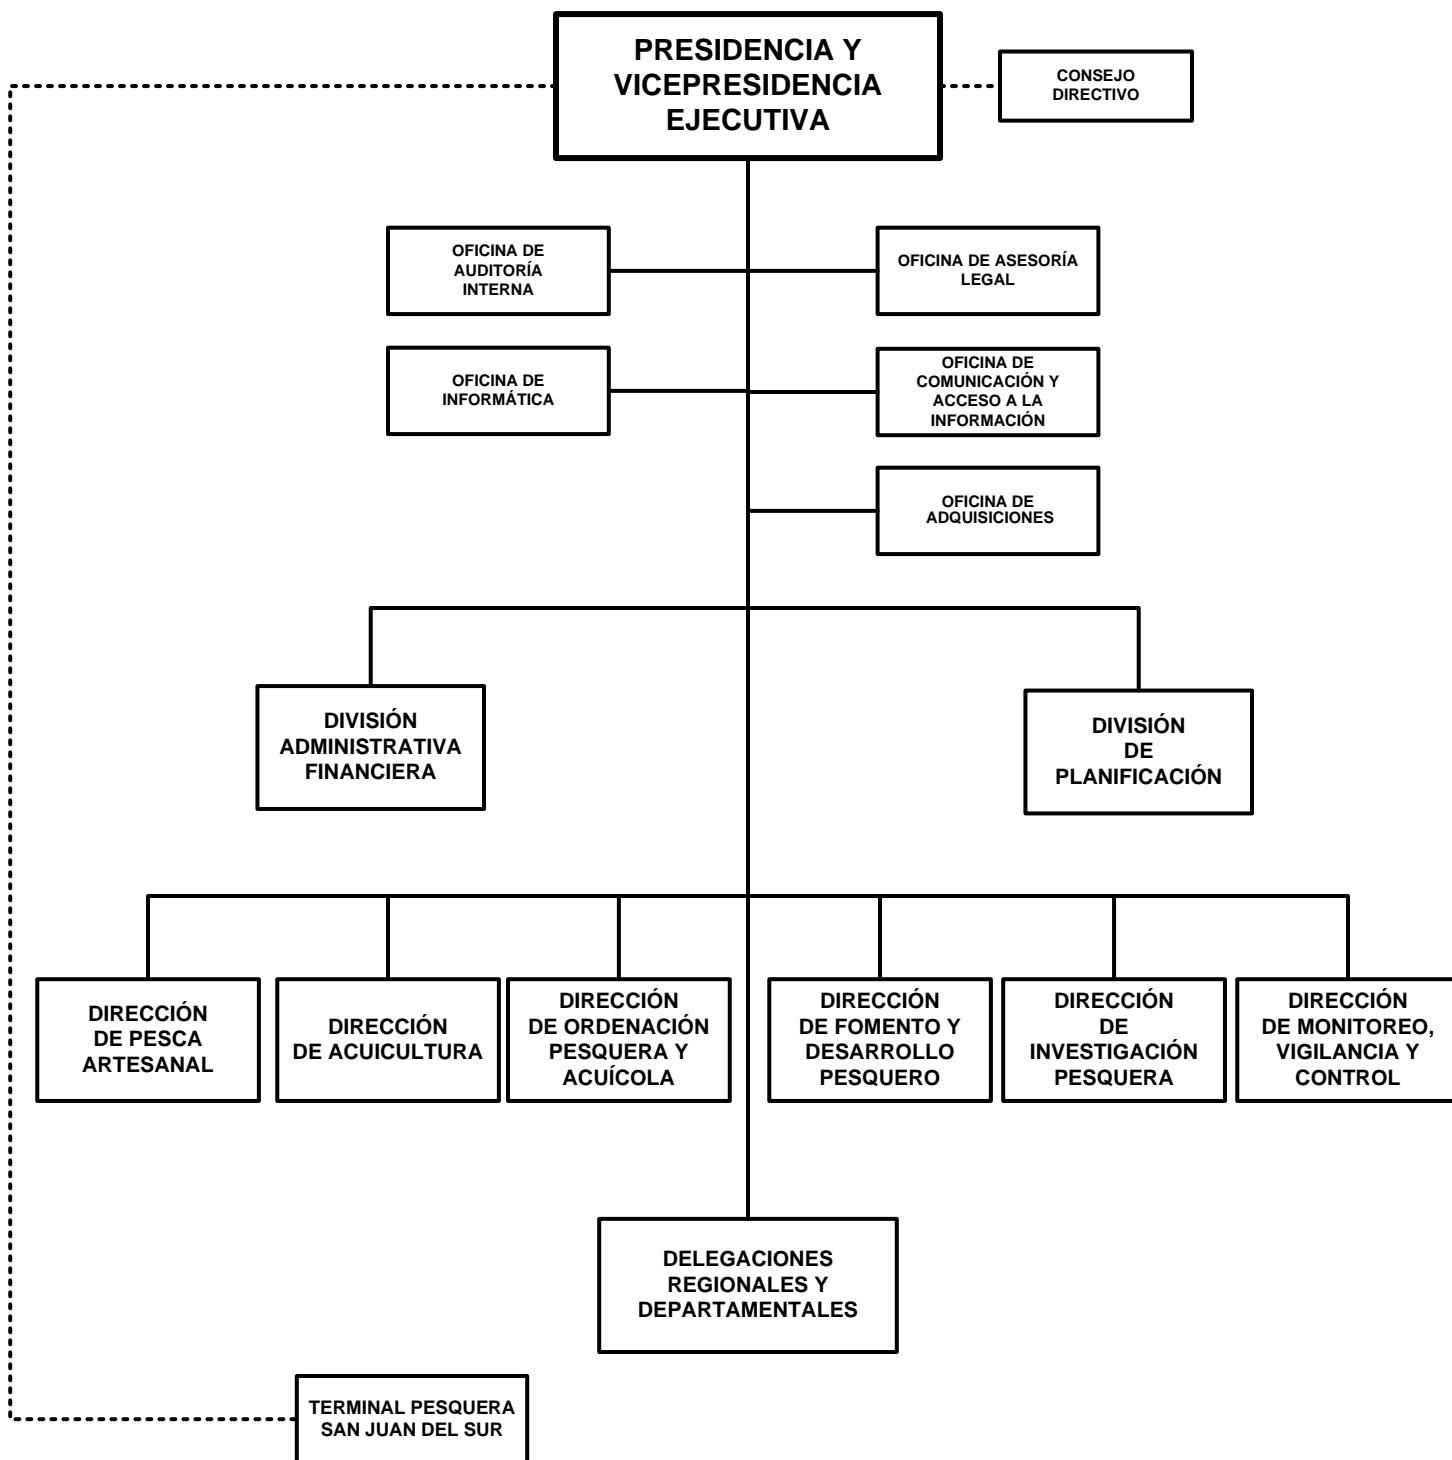 PRESIDENCIA Y
VICEPRESIDENCIA
EJECUTIVA
CONSEJO
DIRECTIVO
OFICINA DE
AUDITORÍA
INTERNA
OFICINA DE ASESORÍA
LEGAL
OFICINA DE
INFORMÁTICA
OFICINA DE
COMUNICACIÓN Y
ACCESO A LA
INFORMACIÓN
OFICINA DE
ADQUISICIONES
DIVISIÓN
ADMINISTRATIVA
FINANCIERA
DIVISIÓN
DE
PLANIFICACIÓN
DIRECCIÓN
DE PESCA
ARTESANAL
DIRECCIÓN
DE ACUICULTURA
DIRECCIÓN
DE ORDENACIÓN
PESQUERA Y
ACUÍCOLA
DIRECCIÓN
DE FOMENTO Y
DESARROLLO
PESQUERO
DIRECCIÓN
DE
INVESTIGACIÓN
PESQUERA
DIRECCIÓN
DE MONITOREO,
VIGILANCIA Y
CONTROL
DELEGACIONES
REGIONALES Y
DEPARTAMENTALES
TERMINAL PESQUERA
SAN JUAN DEL SUR